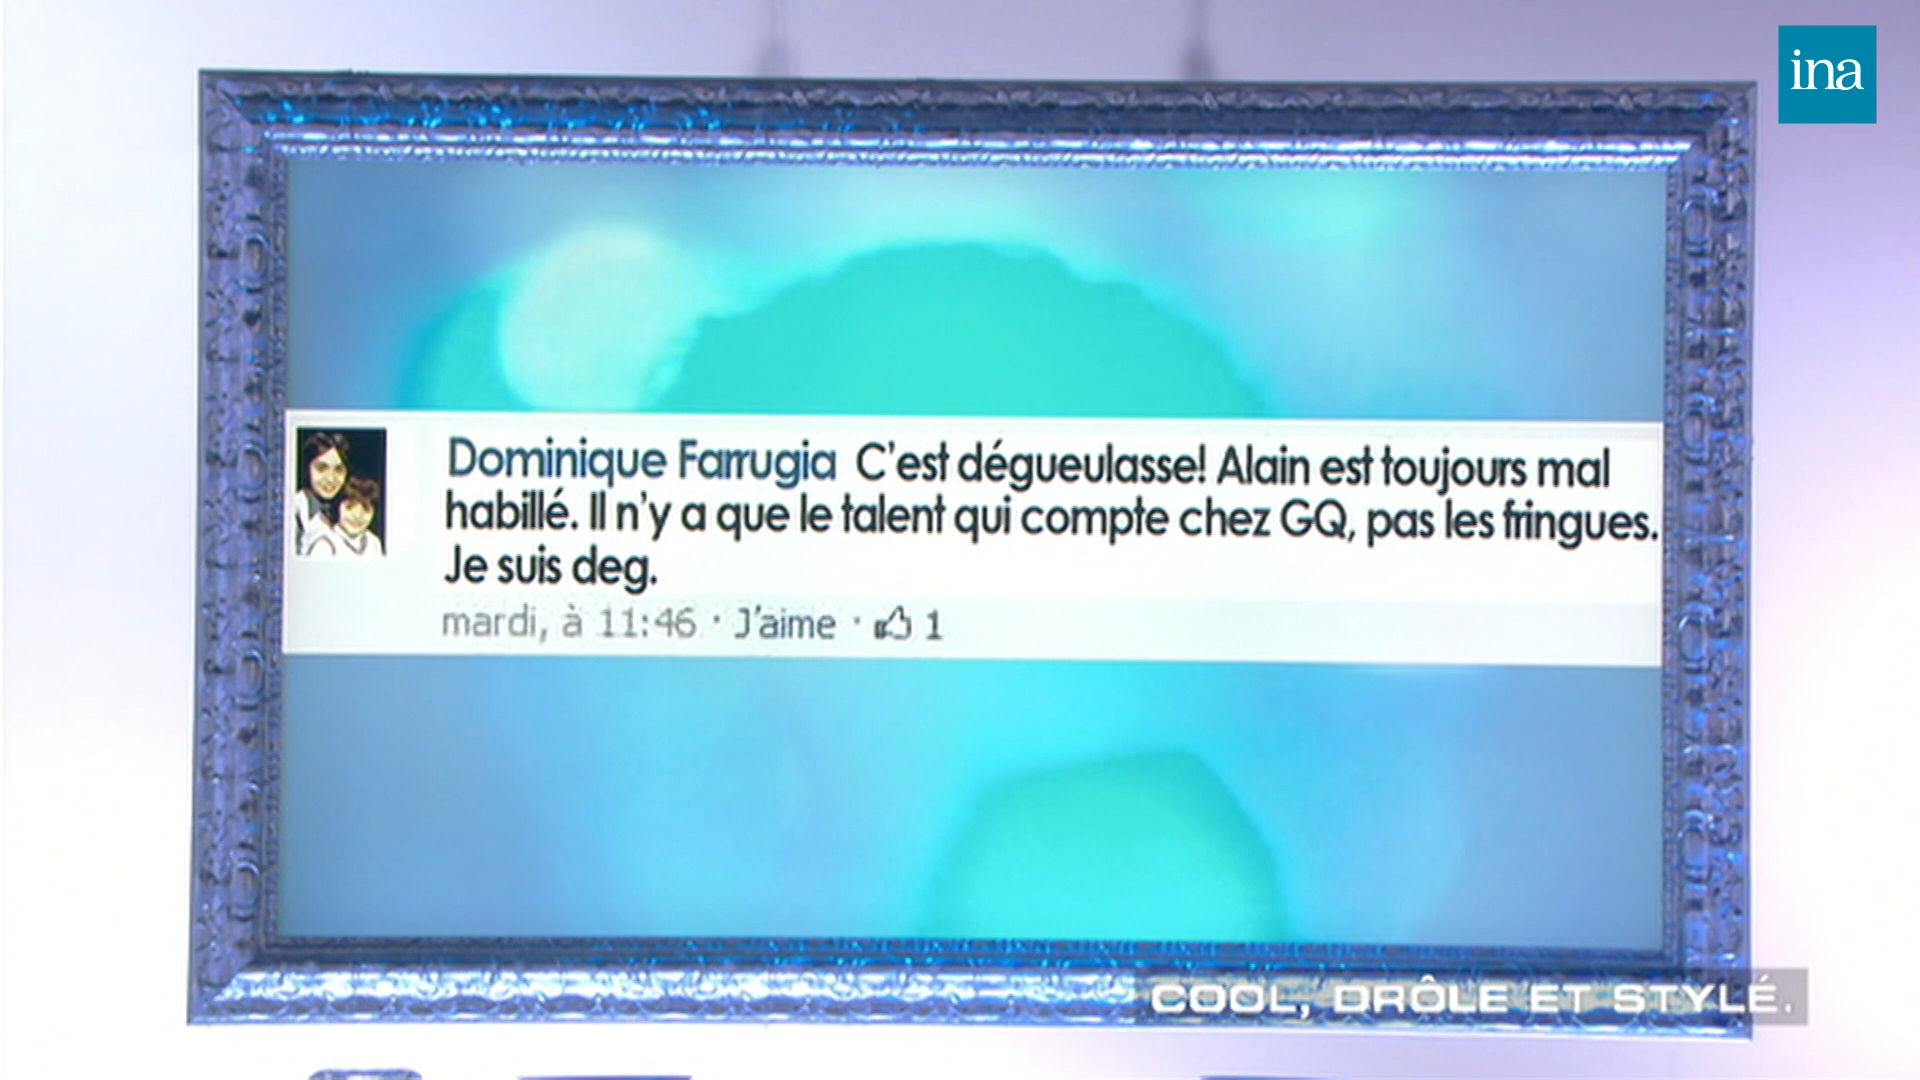 ina
Dominique Farrugia C'est dégueulasse! Alain est toujours mal
habillé. Il n'y a que le talent qui compte chez GQ, pas les fringues.
Je suis deg.
mardi, à 11:46 · J'aime · 1
COOL, DRÔLE ET STYLÉ.